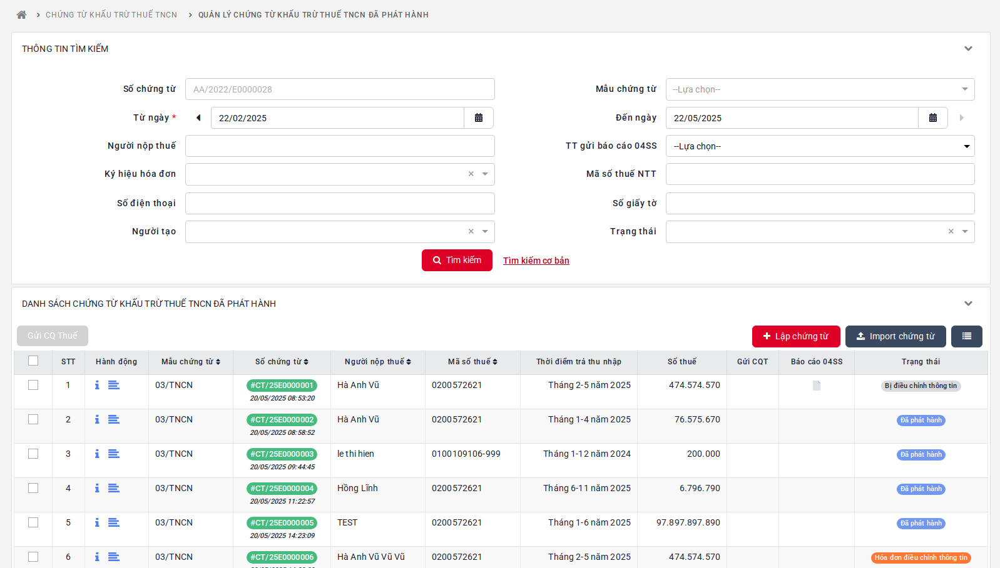 CHỨNG TỪ KHẤU TRỪ THUẾ TNCN QUẢN LÝ CHỨNG TỪ KHẤU TRỪ THUẾ TNCN ĐÃ PHÁT HÀNH
THÔNG TIN TÌM KIẾM
Số chứng từ AA/2022/E0000028 Mẫu chứng từ --Lựa chọn--
Từ ngày * 22/02/2025 Đến ngày 22/05/2025
Người nộp thuế TT gửi báo cáo 04SS --Lựa chọn--
Ký hiệu hóa đơn × Mã số thuế NTT
Số điện thoại Số giấy tờ
Người tạo × Trạng thái ×
Tìm kiếm Tìm kiếm cơ bản
DANH SÁCH CHỨNG TỪ KHẤU TRỪ THUẾ TNCN ĐÃ PHÁT HÀNH
Gửi CQ Thuế Lập chứng từ Import chứng từ
STT Hành động Mẫu chứng từ Số chứng từ Người nộp thuế Mã số thuế Thời điểm trả thu nhập Số thuế Gửi CQT Báo cáo 04SS Trạng thái
1 03/TNCN #CT/25E0000001 Hà Anh Vũ 0200572621 Tháng 2-5 năm 2025 474.574.570 Bị điều chỉnh thông tin
20/05/2025 08:53:20
2 03/TNCN #CT/25E0000002 Hà Anh Vũ 0200572621 Tháng 1-4 năm 2025 76.575.670 Đã phát hành
20/05/2025 08:58:52
3 03/TNCN #CT/25E0000003 le thi hien 0100109106-999 Tháng 1-12 năm 2024 200.000 Đã phát hành
20/05/2025 09:44:45
4 03/TNCN #CT/25E0000004 Hồng Lĩnh 0200572621 Tháng 6-11 năm 2025 6.796.790 Đã phát hành
20/05/2025 11:22:57
5 03/TNCN #CT/25E0000005 TEST 0200572621 Tháng 1-6 năm 2025 97.897.897.890 Đã phát hành
20/05/2025 14:23:09
6 03/TNCN #CT/25E0000006 Hà Anh Vũ Vũ Vũ 0200572621 Tháng 2-5 năm 2025 474.574.570 Hóa đơn điều chỉnh thông tin